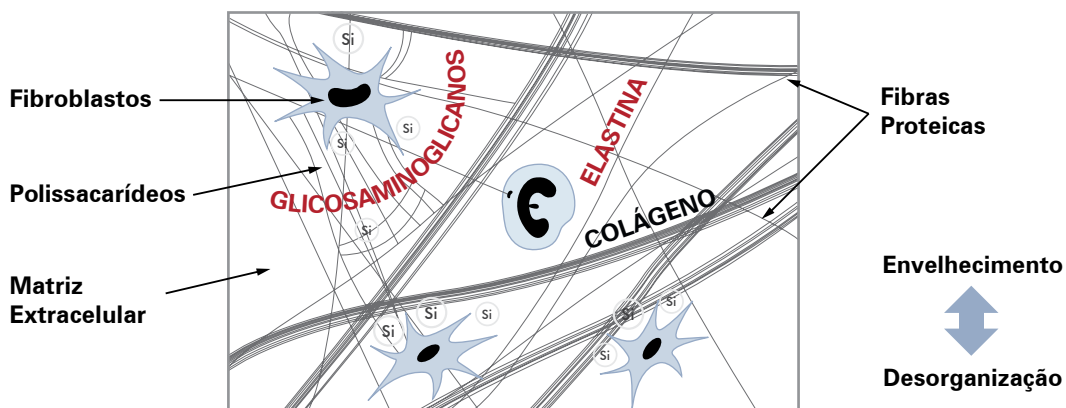 Si
Fibroblastos
Si
Si
Polissacarídeos
GLICOSAMINOGLICANOS
Si
ELASTINA
COLÁGENO
Fibras
Proteicas
Matriz
Extracelular
Si
Si
Si
Si
Si
Si
Envelhecimento
Desorganização